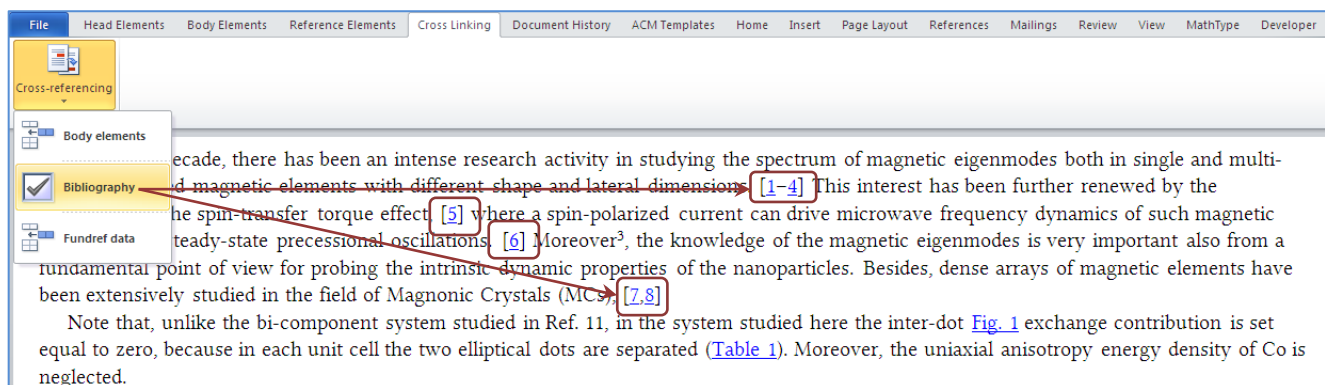 File Head Elements Body Elements Reference Elements Cross Linking Document History ACM Templates Home Insert Page Layout References Mailings Review View MathType Developer
Cross-referencing
Body elements
Bibliography
Fundref data
ecade, there has been an intense research activity in studying the spectrum of magnetic eigenmodes both in single and multi-
d magnetic elements with different shape and lateral dimensions [1–4] This interest has been further renewed by the
he spin-transfer torque effect, [5] where a spin-polarized current can drive microwave frequency dynamics of such magnetic
teady-state precessional oscillations. [6] Moreover³, the knowledge of the magnetic eigenmodes is very important also from a
fundamental point of view for probing the intrinsic dynamic properties of the nanoparticles. Besides, dense arrays of magnetic elements have
been extensively studied in the field of Magnonic Crystals (MCs), [7,8]
Note that, unlike the bi-component system studied in Ref. 11, in the system studied here the inter-dot Fig. 1 exchange contribution is set
equal to zero, because in each unit cell the two elliptical dots are separated (Table 1). Moreover, the uniaxial anisotropy energy density of Co is
neglected.